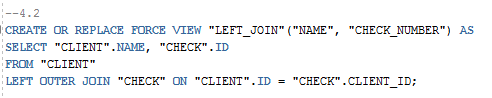 --4.2
CREATE OR REPLACE FORCE VIEW "LEFT_JOIN"("NAME", "CHECK_NUMBER") AS
SELECT "CLIENT".NAME, "CHECK".ID
FROM "CLIENT"
LEFT OUTER JOIN "CHECK" ON "CLIENT".ID = "CHECK".CLIENT_ID;